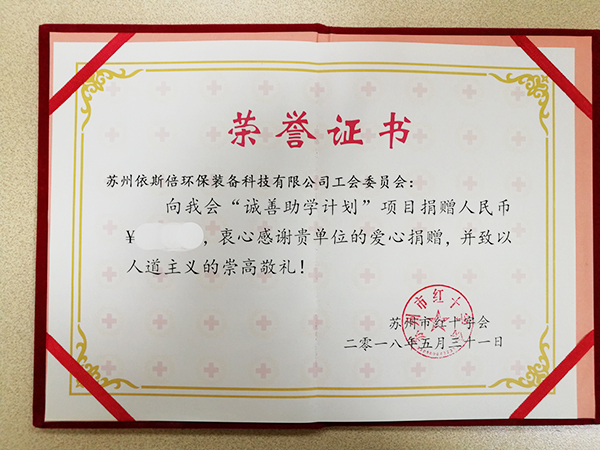 荣誉证书
苏州依斯倍环保装备科技有限公司工会委员会：
向我会“诚善助学计划”项目捐赠人民币
¥，衷心感谢贵单位的爱心捐赠，并致以
人道主义的崇高敬礼！
苏州市红十字会
二零一八年五月三十一日